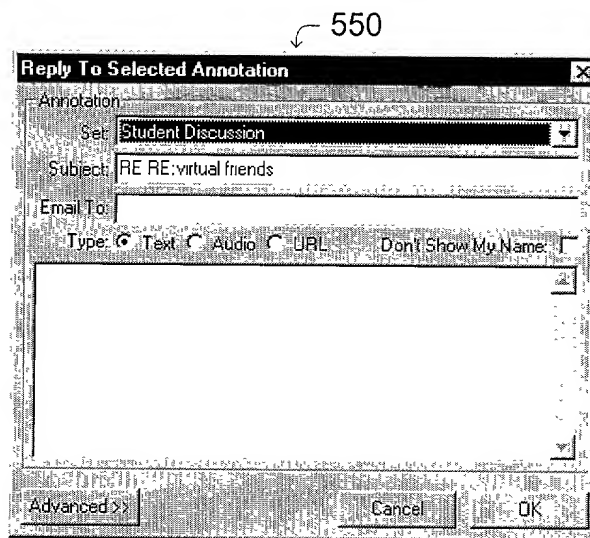 550
Reply To Selected Annotation
Annotation
Set: Student Discussion
Subject: RE RE:virtual friends
Email To:
Type: Text Audio URL Don't Show My Name:
Advanced >> Cancel OK